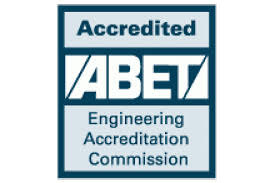 Accredited
ABET
Engineering
Accreditation
Commission